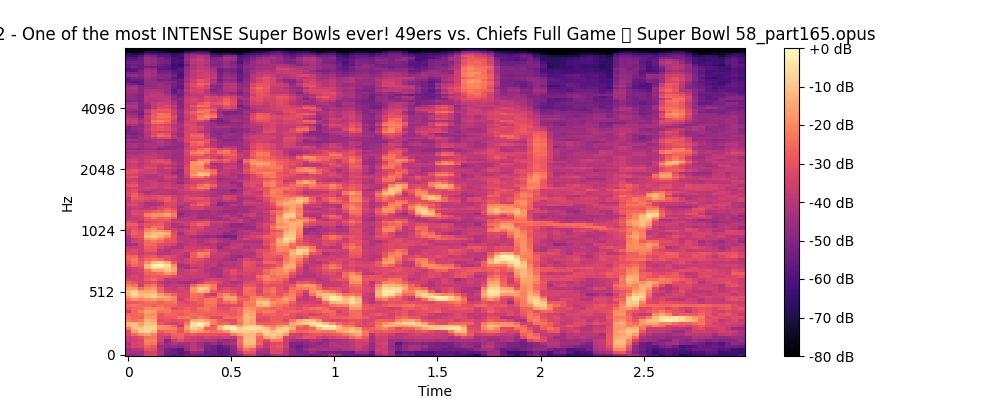 2 - One of the most INTENSE Super Bowls ever! 49ers vs. Chiefs Full Game Super Bowl 58_part165.opus
+0 dB
-10 dB
-20 dB
-30 dB
-40 dB
-50 dB
-60 dB
-70 dB
-80 dB
Hz
4096
2048
1024
512
0
0
0.5
1
1.5
2
2.5
Time